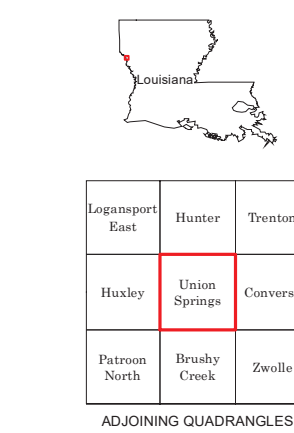 Louisiana
Logansport
East
Hunter
Trenton
Huxley
Union
Springs
Convers
Patroon
North
Brushy
Creek
Zwolle
ADJOINING QUADRANGLES